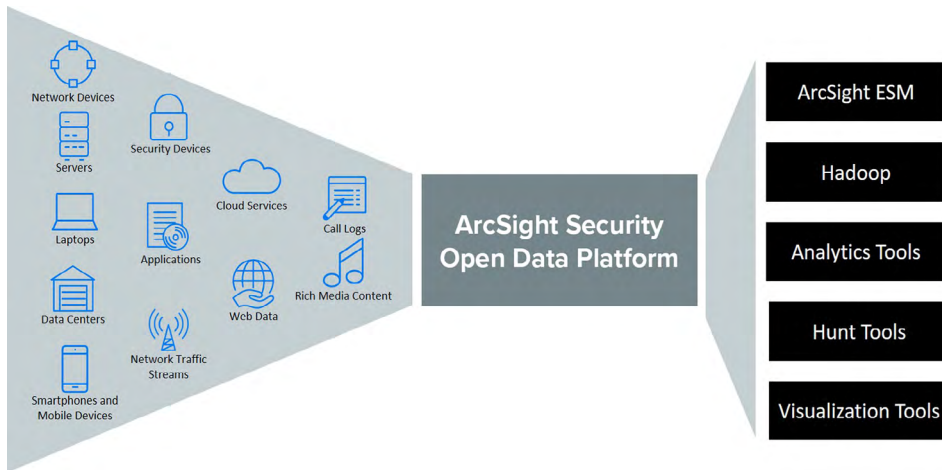 Network Devices
Servers
Laptops
Data Centers
Smartphones and
Mobile Devices
Security Devices
Applications
Network Traffic
Streams
Cloud Services
Web Data
Call Logs
Rich Media Content
ArcSight Security
Open Data Platform
ArcSight ESM
Hadoop
Analytics Tools
Hunt Tools
Visualization Tools